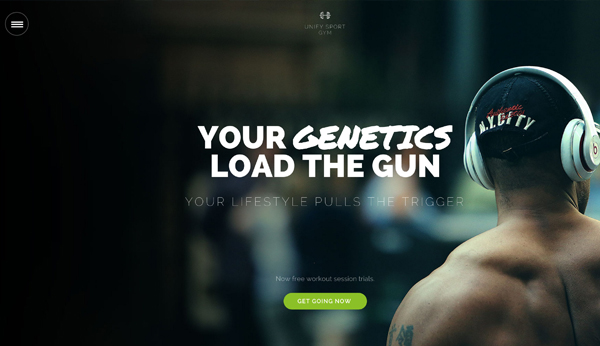 UNIFY SPORT
GYM
Authentic
N.Y.CITY
YOUR GENETICS
LOAD THE GUN
YOUR LIFESTYLE PULLS THE TRIGGER
Now free workout session trials.
GET GOING NOW